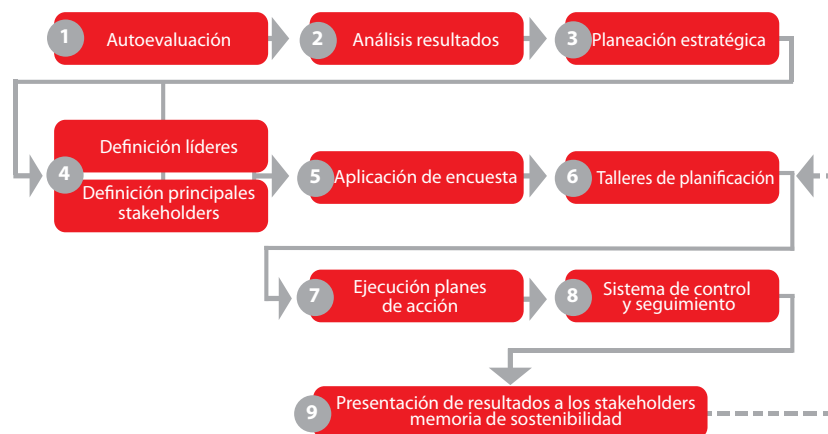 1 Autoevaluación
2 Análisis resultados
3 Planeación estratégica
4
Definición líderes
Definición principales
stakeholders
5 Aplicación de encuesta
6 Talleres de planificación
7 Ejecución planes
de acción
8 Sistema de control
y seguimiento
9 Presentación de resultados a los stakeholders
memoria de sostenibilidad